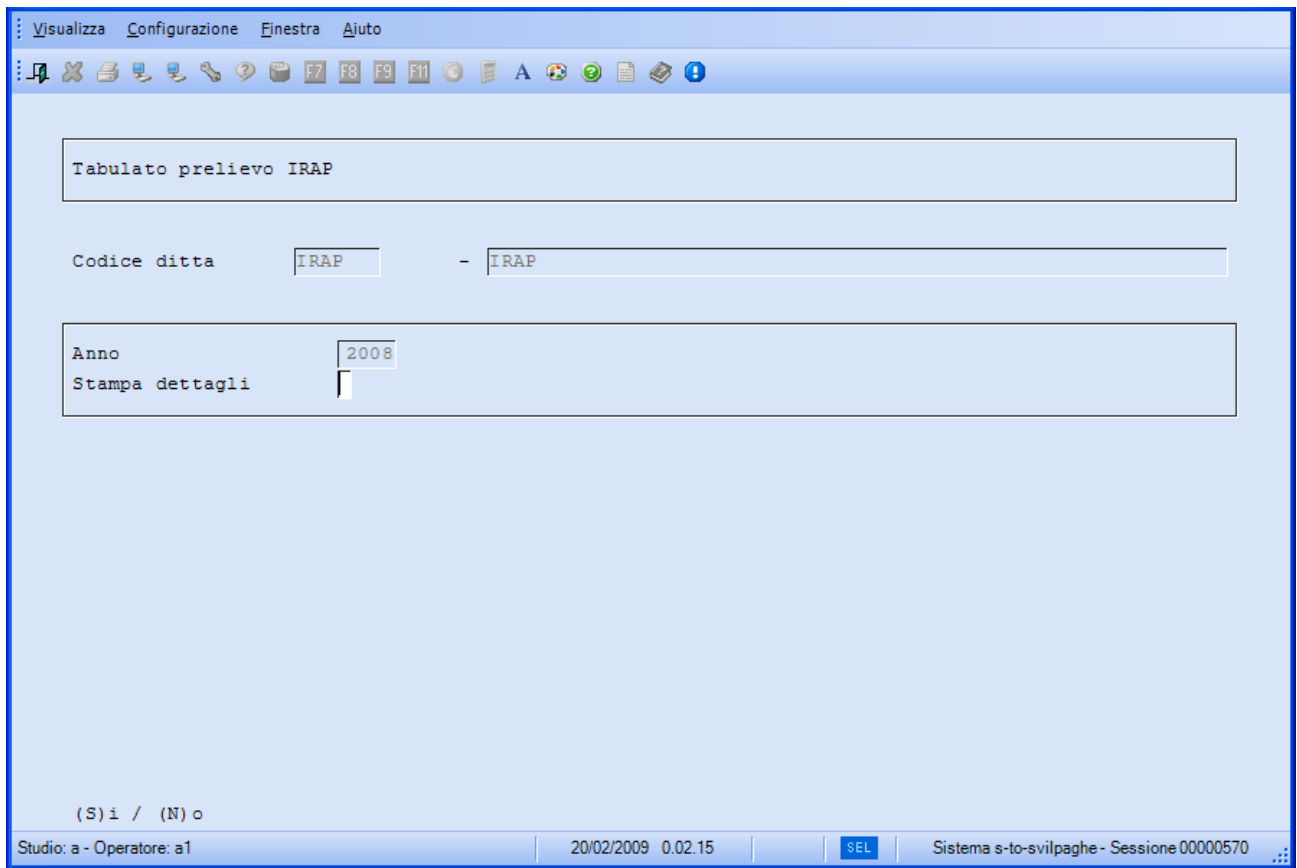 Visualizza Configurazione Finestra Aiuto
F7 F8 F9 F11 A
Tabulato prelievo IRAP
Codice ditta IRAP - IRAP
Anno 2008
Stampa dettagli
(S)i / (N)o
Studio: a - Operatore: a1 20/02/2009 0.02.15 SEL Sistema s-to-svilpaghe - Sessione 00000570